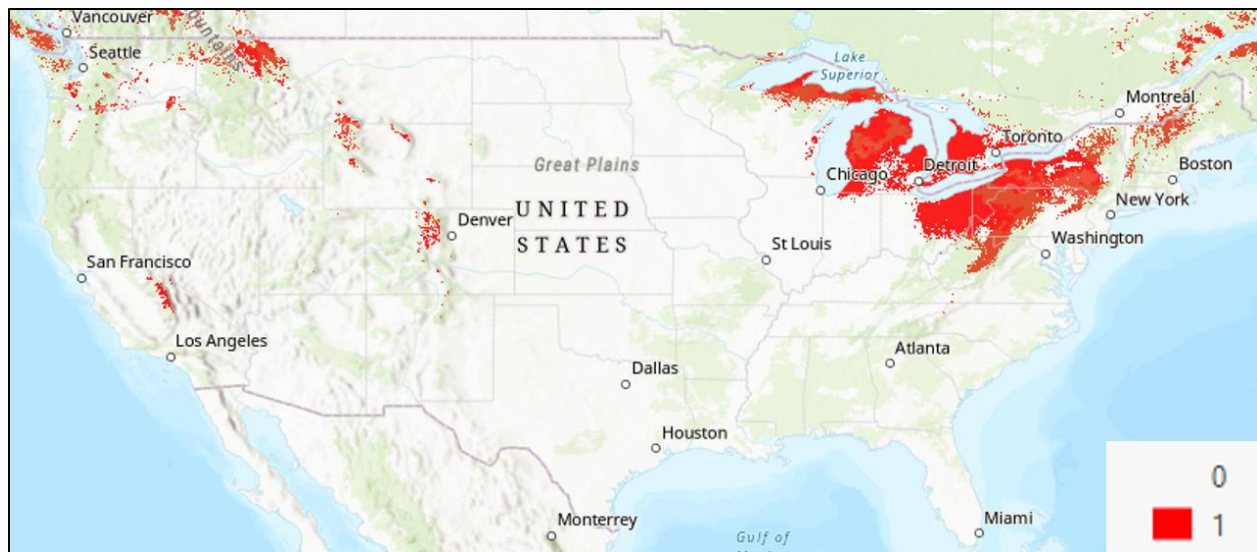 Vancouver
ountains
Seattle
Lake
Superior
Montreal
Toronto
Great Plains
Detroit
Chicago
Boston
New York
UNITED
STATES
Denver
Washington
St Louis
San Francisco
Los Angeles
Atlanta
Dallas
Houston
Monterrey
Miami
Gulf of
0
1